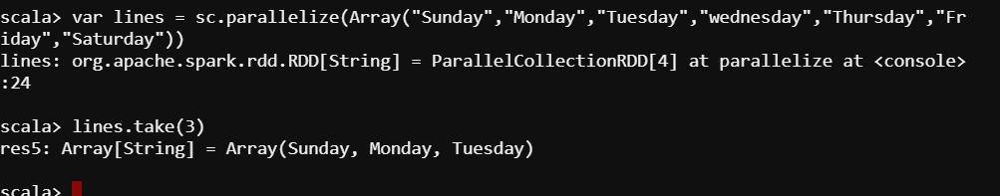 scala> var lines = sc.parallelize(Array("Sunday","Monday","Tuesday","wednesday","Thursday","Fr
iday","Saturday"))
lines: org.apache.spark.rdd.RDD[String] = ParallelCollectionRDD[4] at parallelize at <console>
:24
scala> lines.take(3)
res5: Array[String] = Array(Sunday, Monday, Tuesday)
scala>